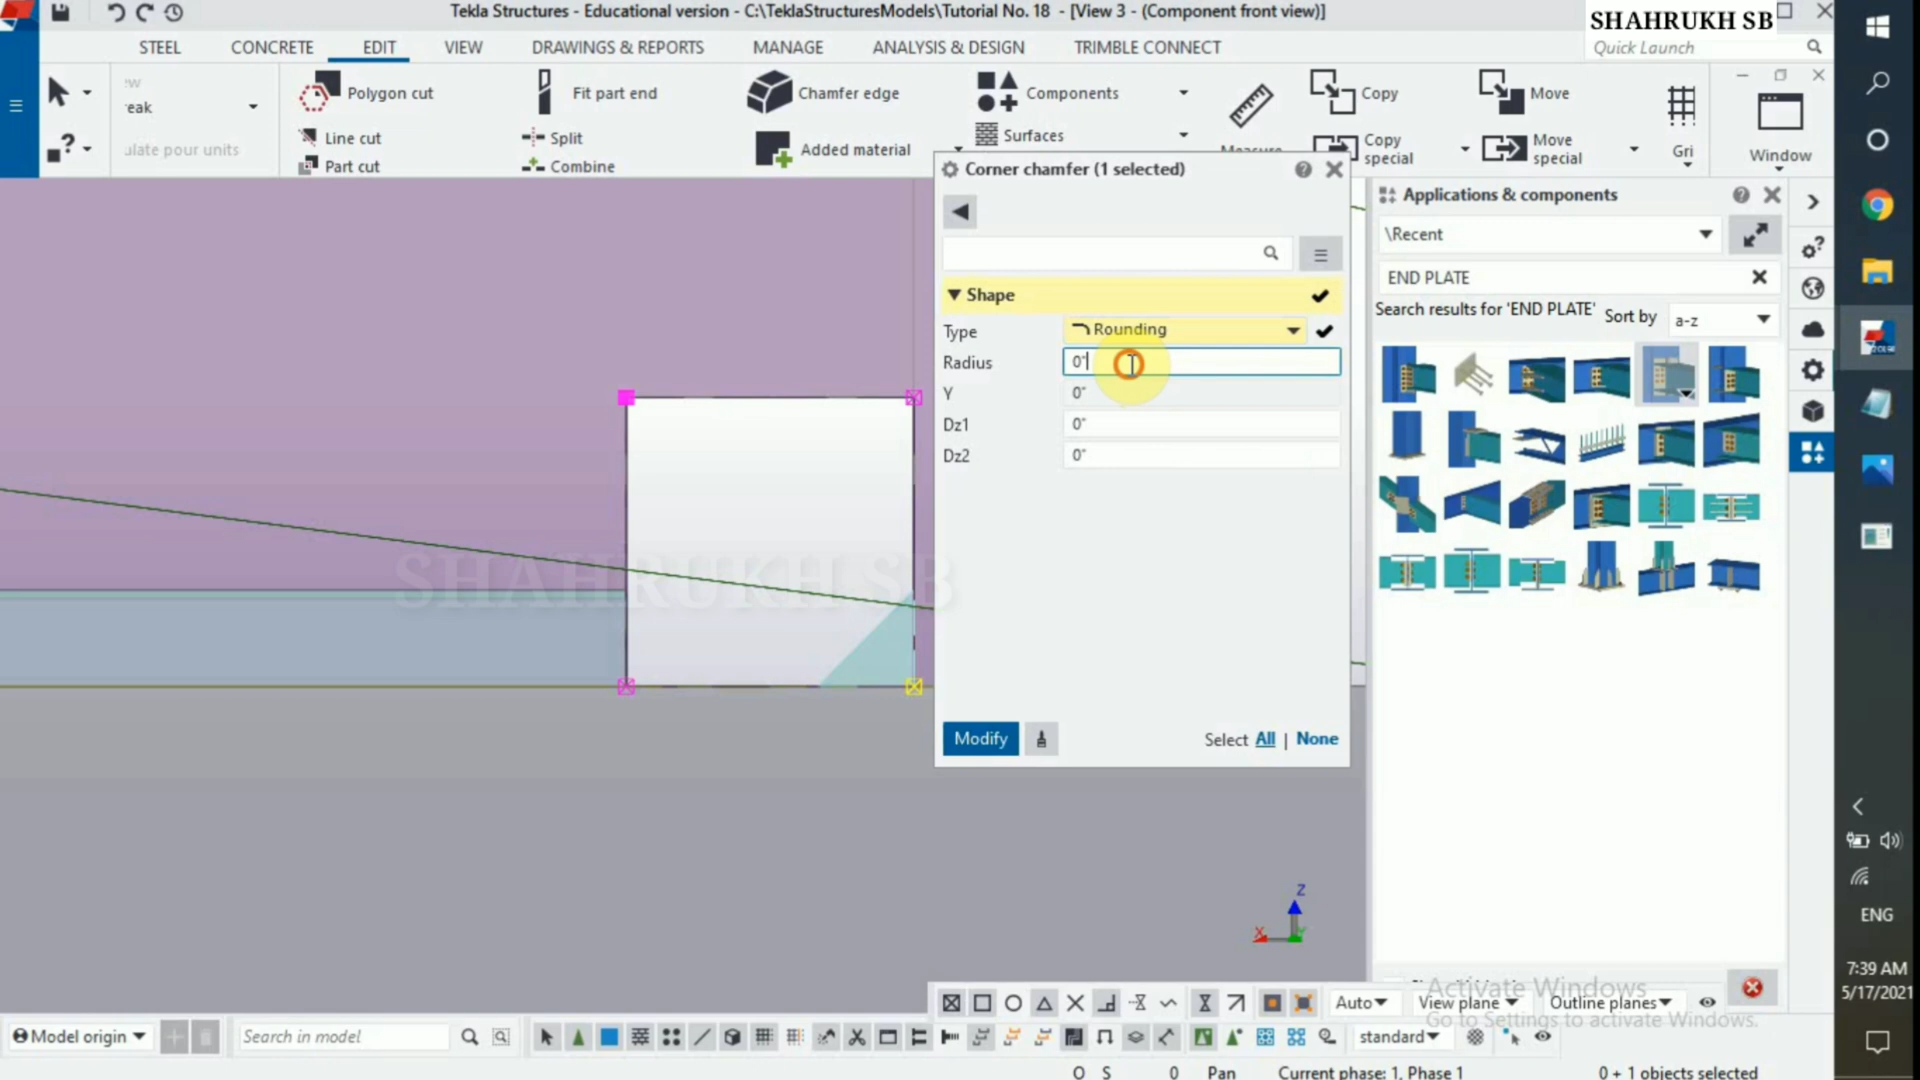 Tekla Structures - Educational version - C:\TeklaStructuresModels\Tutorial No. 18 - [View 3 - (Component front view)]
SHAHRUKH SB
STEEL CONCRETE EDIT VIEW DRAWINGS & REPORTS MANAGE ANALYSIS & DESIGN TRIMBLE CONNECT
Quick Launch
Polygon cut
Line cut
Part cut
Fit part end
Split
Combine
Chamfer edge
Added material
Components
Surfaces
Copy
Copy special
Move
Move special
Gri
Window
Corner chamfer (1 selected)
Shape
Type Rounding
Radius 0"
Y 0"
Dz1 0"
Dz2 0"
Modify
Select All | None
Applications & components
\Recent
END PLATE
Search results for 'END PLATE' Sort by a-z
SHAHRUKH SB
Z
X
Activate Windows
Go to Settings to activate Windows.
Auto View plane Outline planes
Model origin
Search in model
standard
O S 0 Pan Current phase: 1, Phase 1 0 + 1 objects selected
ENG
7:39 AM
5/17/2021